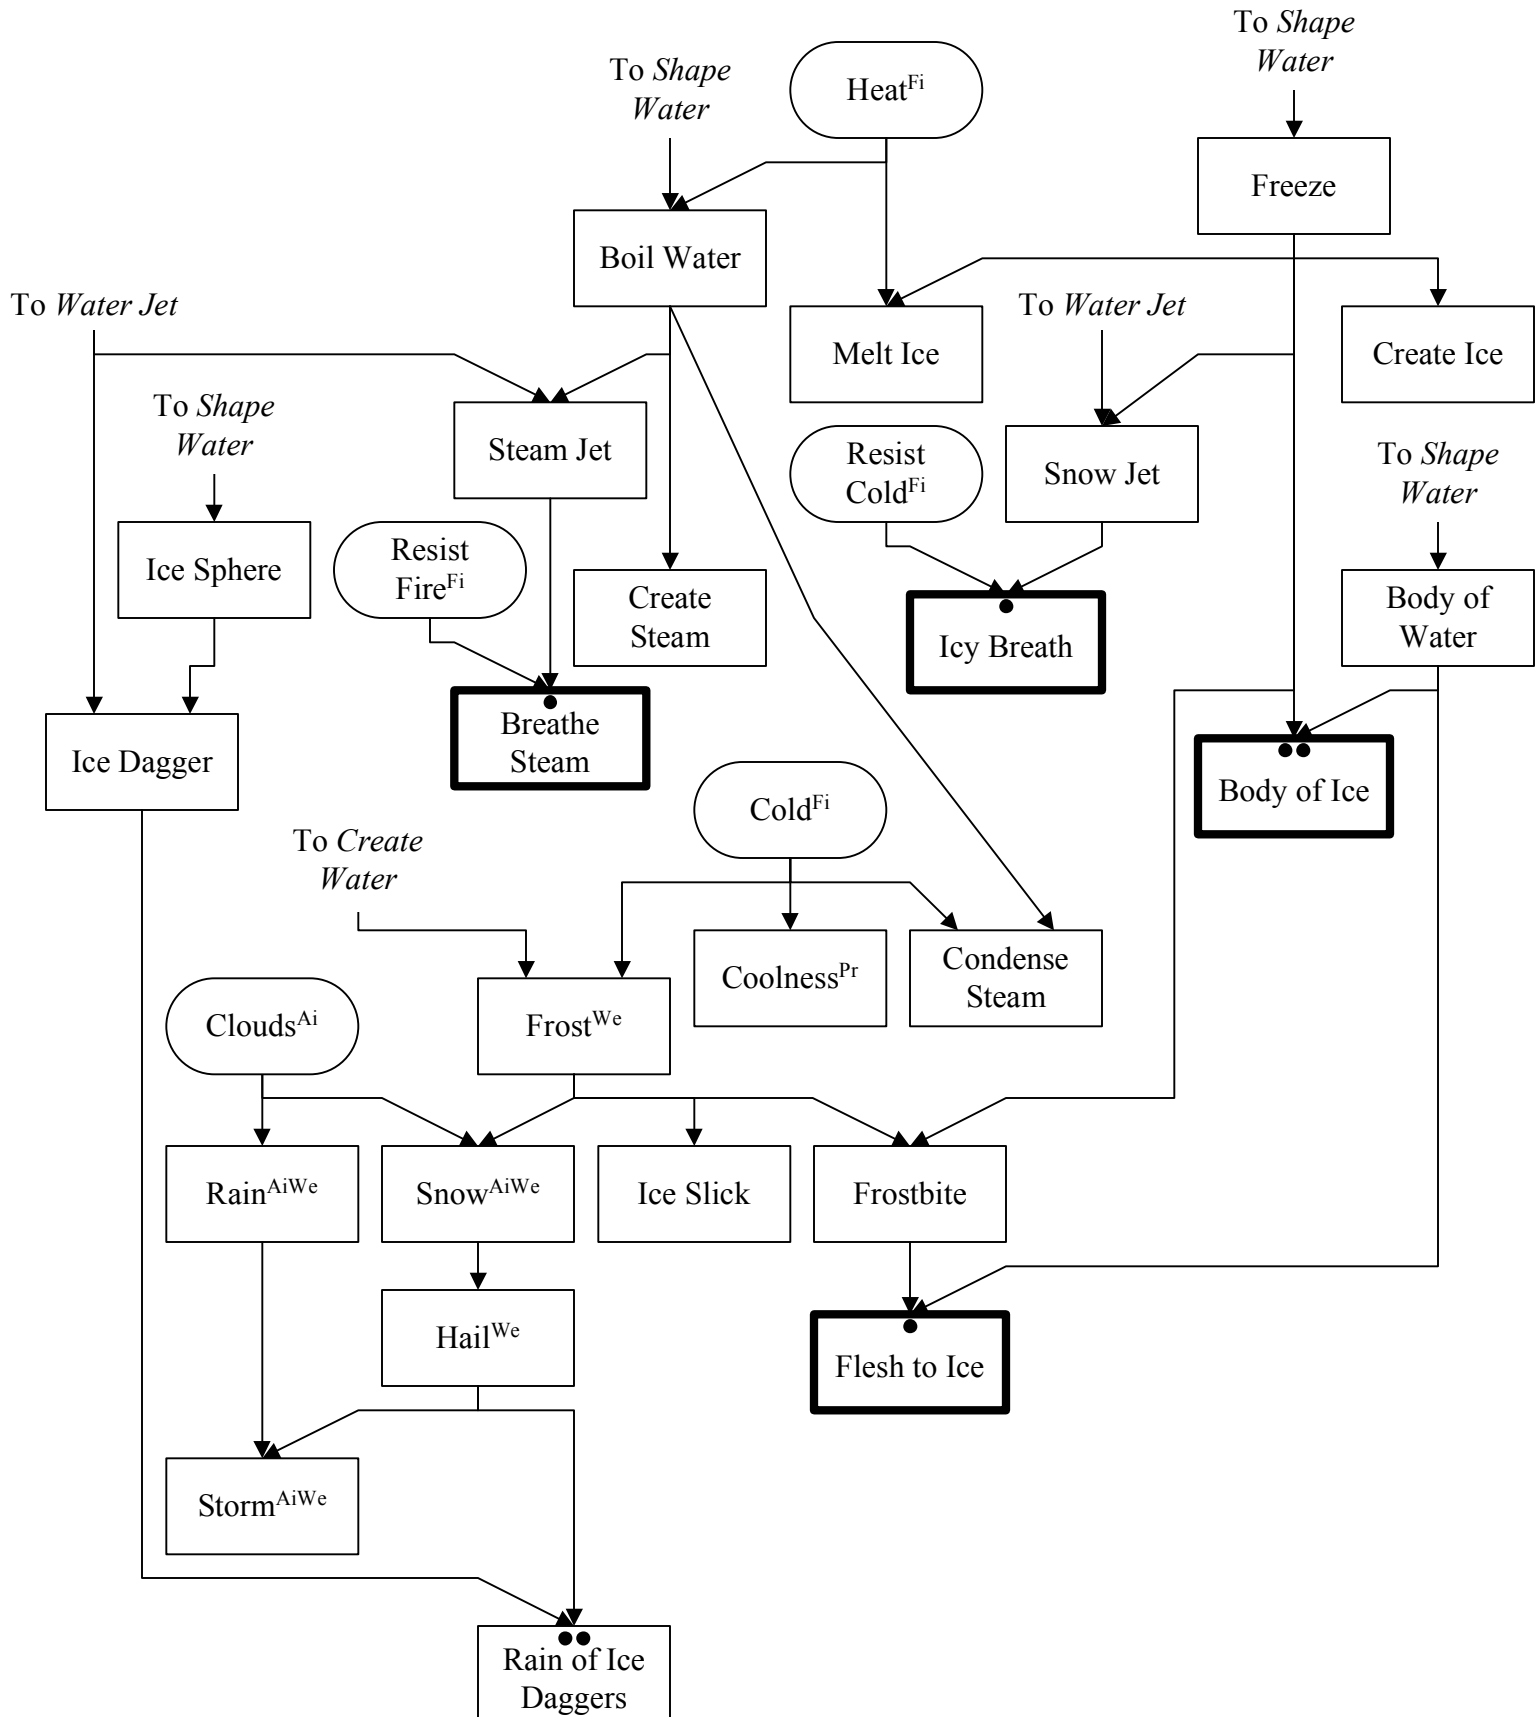 To Shape
Water
To Shape
Water
Heat^Fi
Freeze
Boil Water
To Water Jet
To Water Jet
Melt Ice
Create Ice
To Shape
Water
Steam Jet
Resist
Cold^Fi
Snow Jet
To Shape
Water
Ice Sphere
Resist
Fire^Fi
Create
Steam
Icy Breath
Body of
Water
Ice Dagger
Breathe
Steam
Body of Ice
Cold^Fi
To Create
Water
Coolness^Pr
Condense
Steam
Clouds^Ai
Frost^We
Rain^AiWe
Snow^AiWe
Ice Slick
Frostbite
Hail^We
Flesh to Ice
Storm^AiWe
Rain of Ice
Daggers